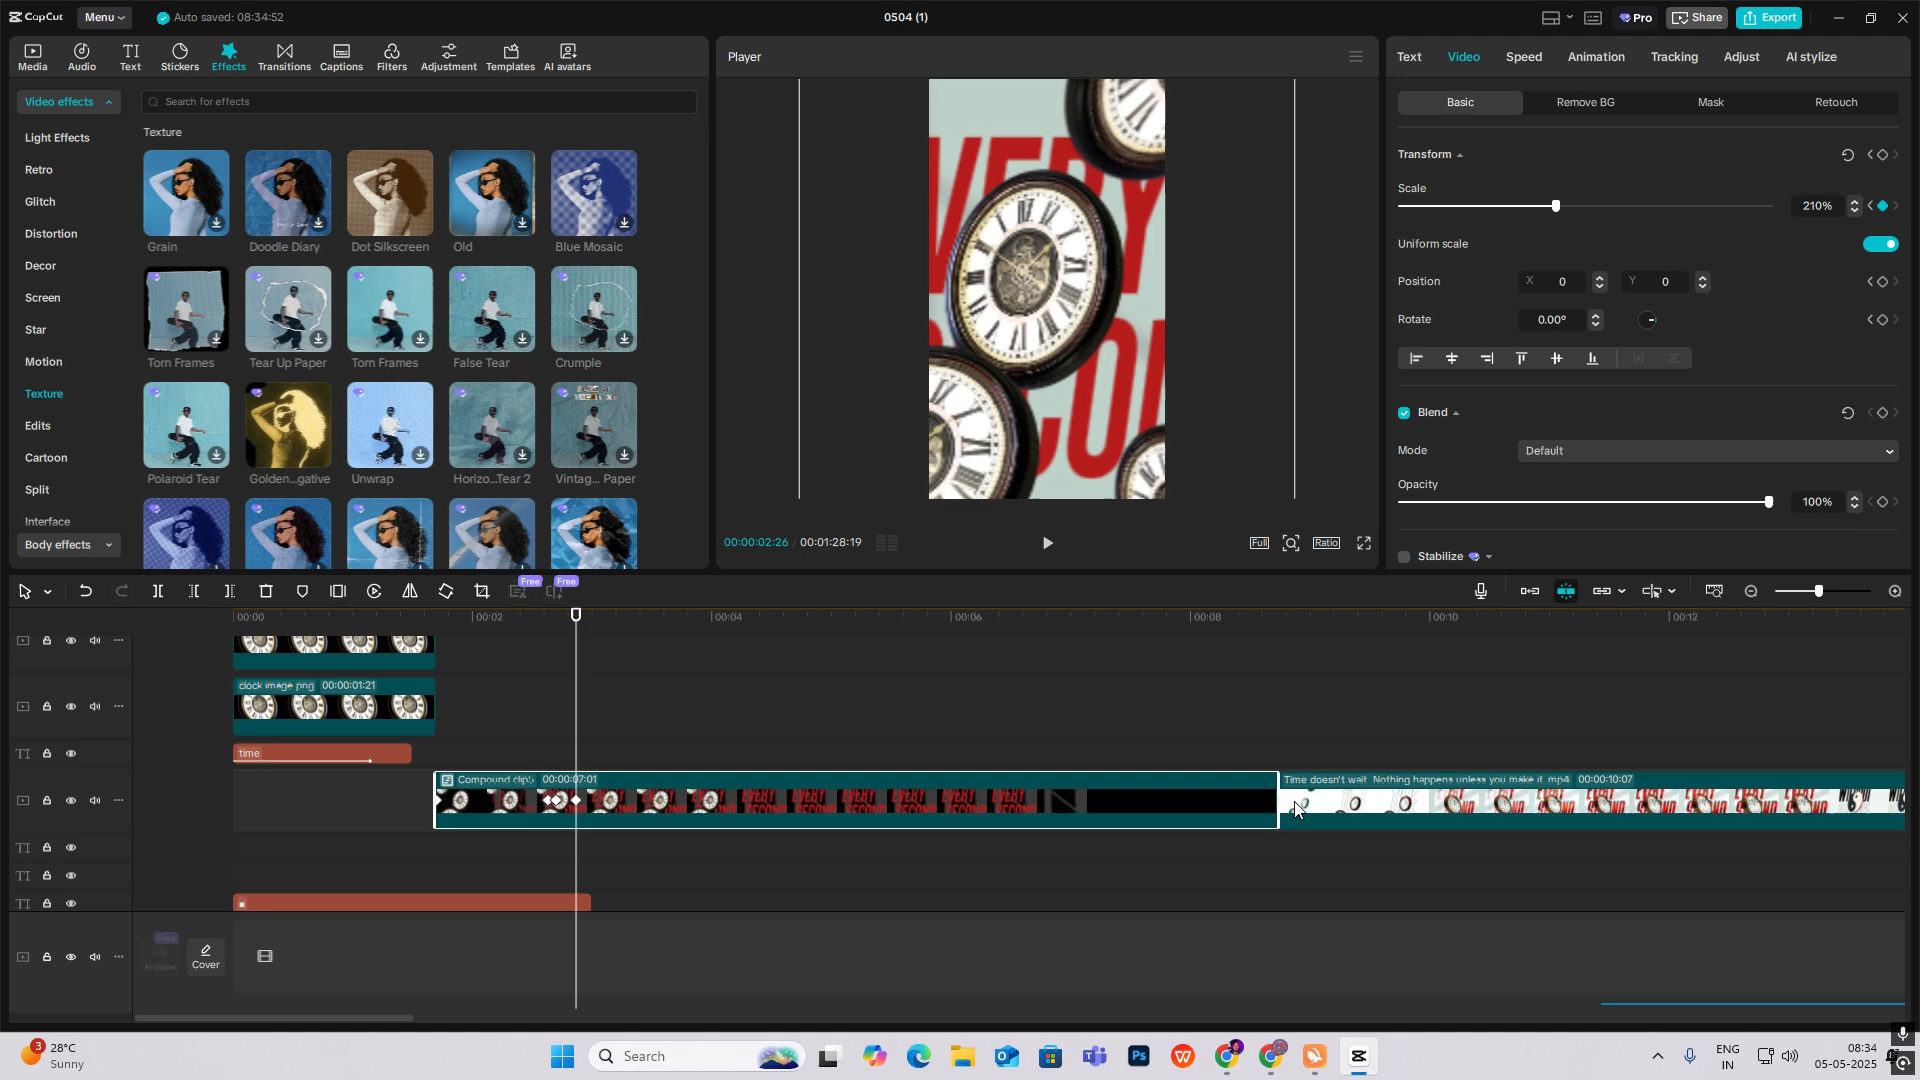 CapCut
Menu
Auto saved: 08:34:52
0504 (1)
Pro
Share
Export
Media
Audio
Text
Stickers
Effects
Transitions
Captions
Filters
Adjustment
Templates
AI avatars
Player
Text
Video
Speed
Animation
Tracking
Adjust
AI stylize
Video effects
Search for effects
Basic
Remove BG
Mask
Retouch
Light Effects
Retro
Glitch
Distortion
Decor
Screen
Star
Motion
Texture
Edits
Cartoon
Split
Interface
Body effects
Texture
Grain
Doodle Diary
Dot Silkscreen
Old
Blue Mosaic
Torn Frames
Tear Up Paper
Torn Frames
False Tear
Crumple
Polaroid Tear
Golden...gative
Unwrap
Horizo...Tear 2
Vintag... Paper
Transform
Scale
210%
Uniform scale
Position
X 0
Y 0
Rotate
0.00°
Blend
Mode
Default
Opacity
100%
Stabilize
00:00:02:26 / 00:01:28:19
Full
Ratio
Free
Free
00:00
00:02
00:04
00:06
00:08
00:10
00:12
clock image.png 00:00:01:21
time
Compound clip 00:00:07:01
Time doesn't wait. Nothing happens unless you make it .mp4 00:00:10:07
Free
AI clipper
Cover
3
28°C
Sunny
Search
Ps
ENG
IN
08:34
05-05-2025